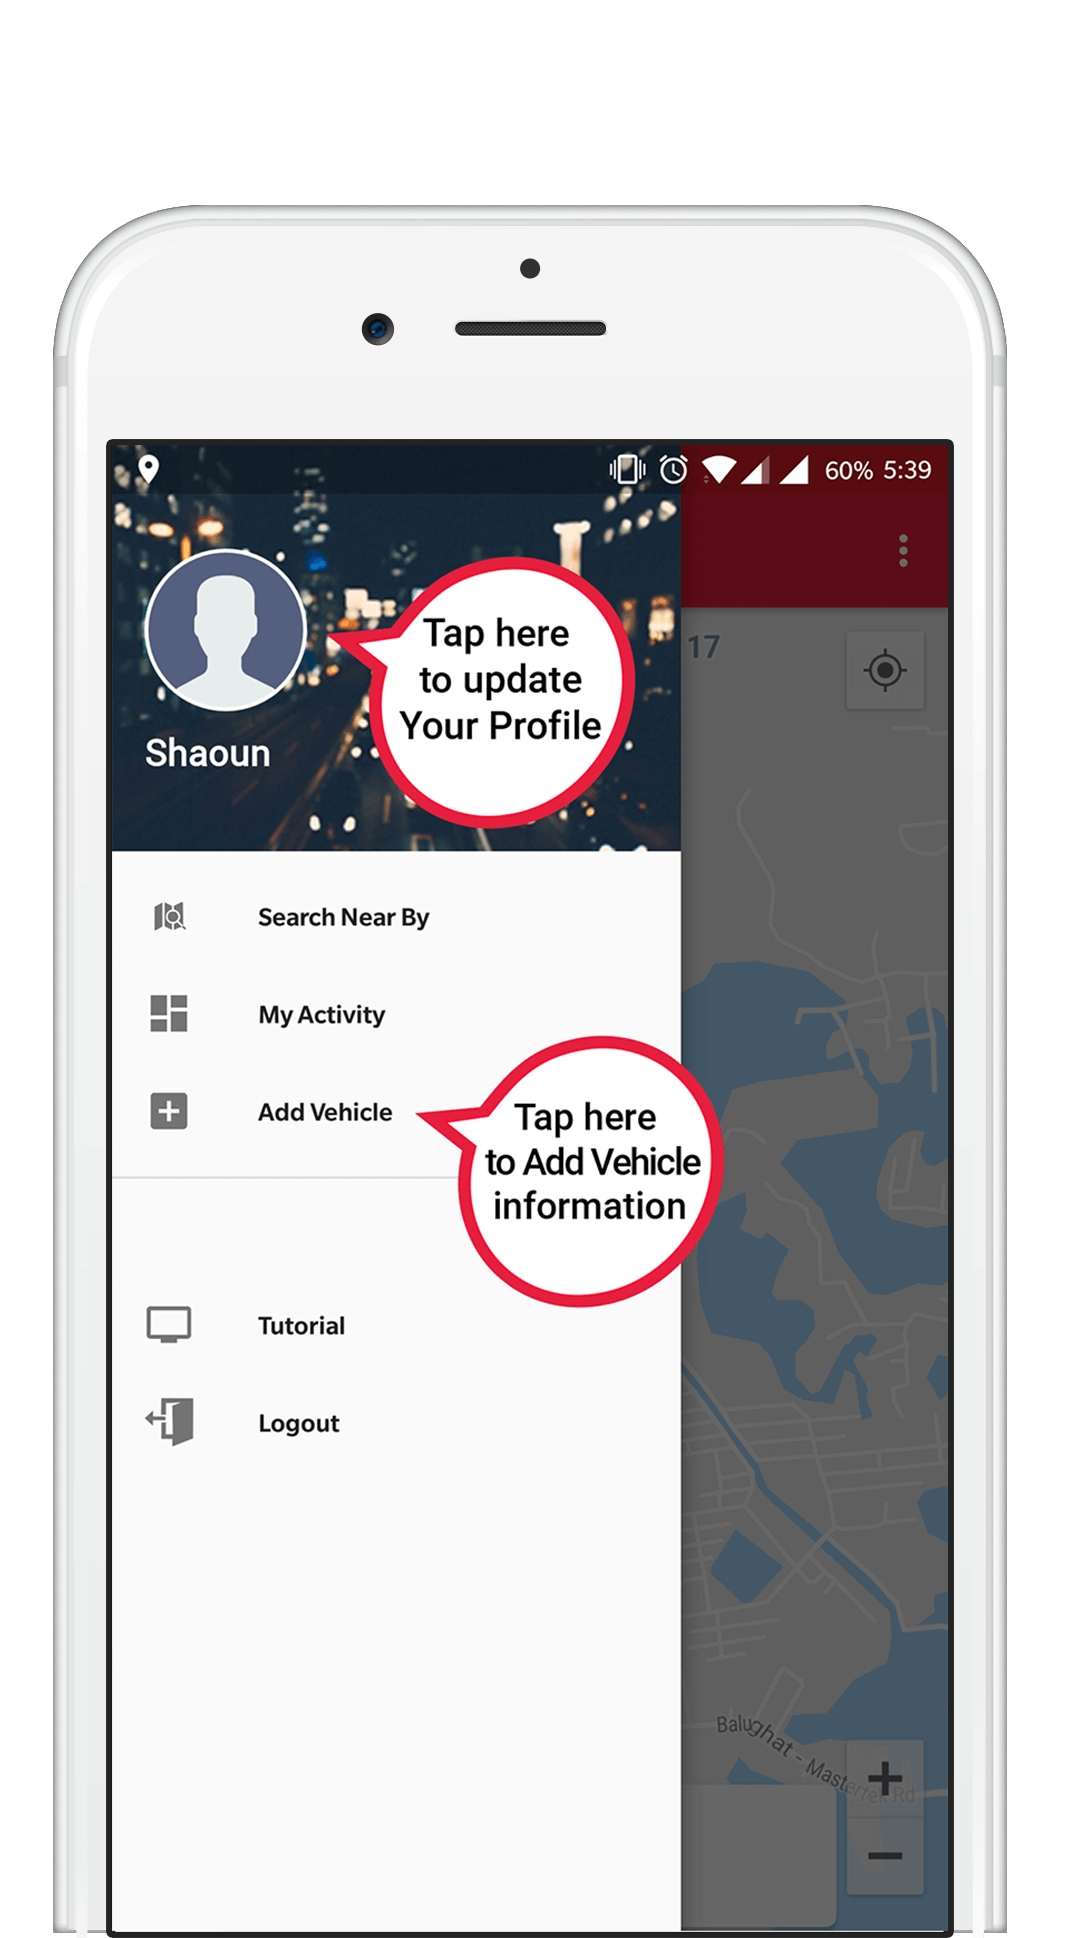 60% 5:39
17
Tap here
to update
Your Profile
Shaoun
Search Near By
My Activity
Add Vehicle
Tap here
to Add Vehicle
information
Tutorial
Logout
Balughat - Mastertek Rd